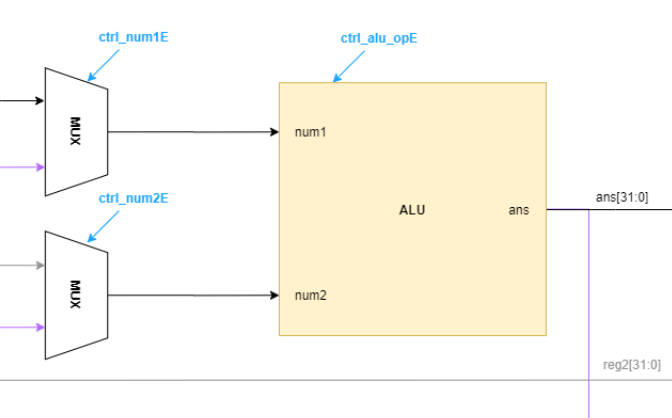 ctrl_num1E
ctrl_alu_opE
MUX
num1
ctrl_num2E
ans[31:0]
ALU
ans
MUX
num2
reg2[31:0]